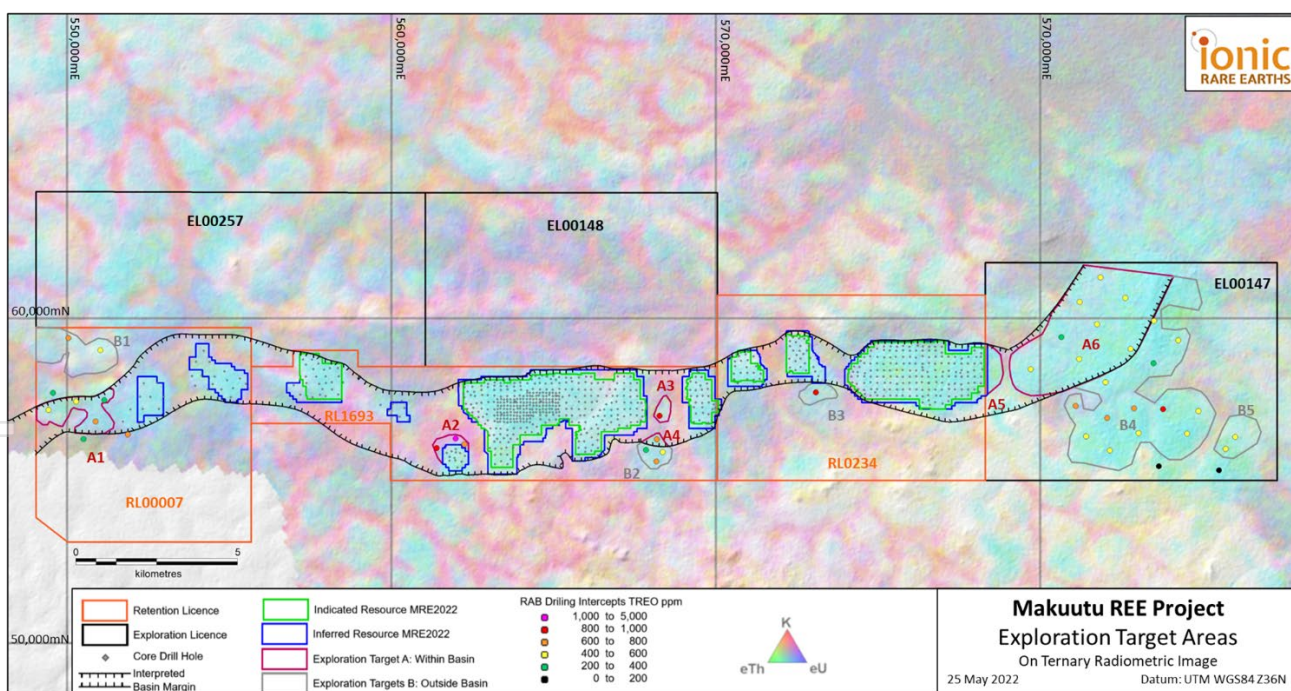 550,000mE
560,000mE
570,000mE
570,000mE
ionic
RARE EARTHS
EL00257
EL00148
EL00147
60,000mN
B1
A6
A3
A5
RL1693
A2
A4
B3
B4
B5
A1
B2
RL0234
RL00007
0 5
kilometres
50,000mN
Retention Licence
Exploration Licence
Core Drill Hole
Interpreted
Basin Margin
Indicated Resource MRE2022
Inferred Resource MRE2022
Exploration Target A: Within Basin
Exploration Targets B: Outside Basin
RAB Driling Intercepts TREO ppm
1,000 to 5,000
800 to 1,000
600 to 800
400 to 600
200 to 400
0 to 200
K
eTh eU
Makuutu REE Project
Exploration Target Areas
On Ternary Radiometric Image
25 May 2022 Datum: UTM WGS84 Z36N